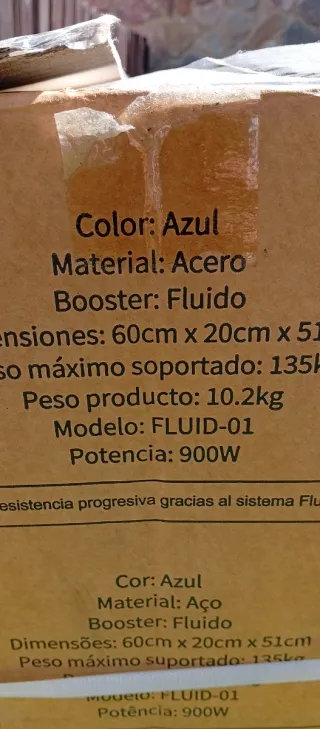 Color: Azul
Material: Acero
Booster: Fluido
ensiones: 60cm x 20cm x 51
so máximo soportado: 135k
Peso producto: 10.2kg
Modelo: FLUID-01
Potencia: 900W
esistencia progresiva gracias al sistema Flu
Cor: Azul
Material: Aço
Booster: Fluido
Dimensões: 60cm x 20cm x 51cm
Peso máximo suportado: 135kg
Modelo: FLUID-01
Potência: 900W